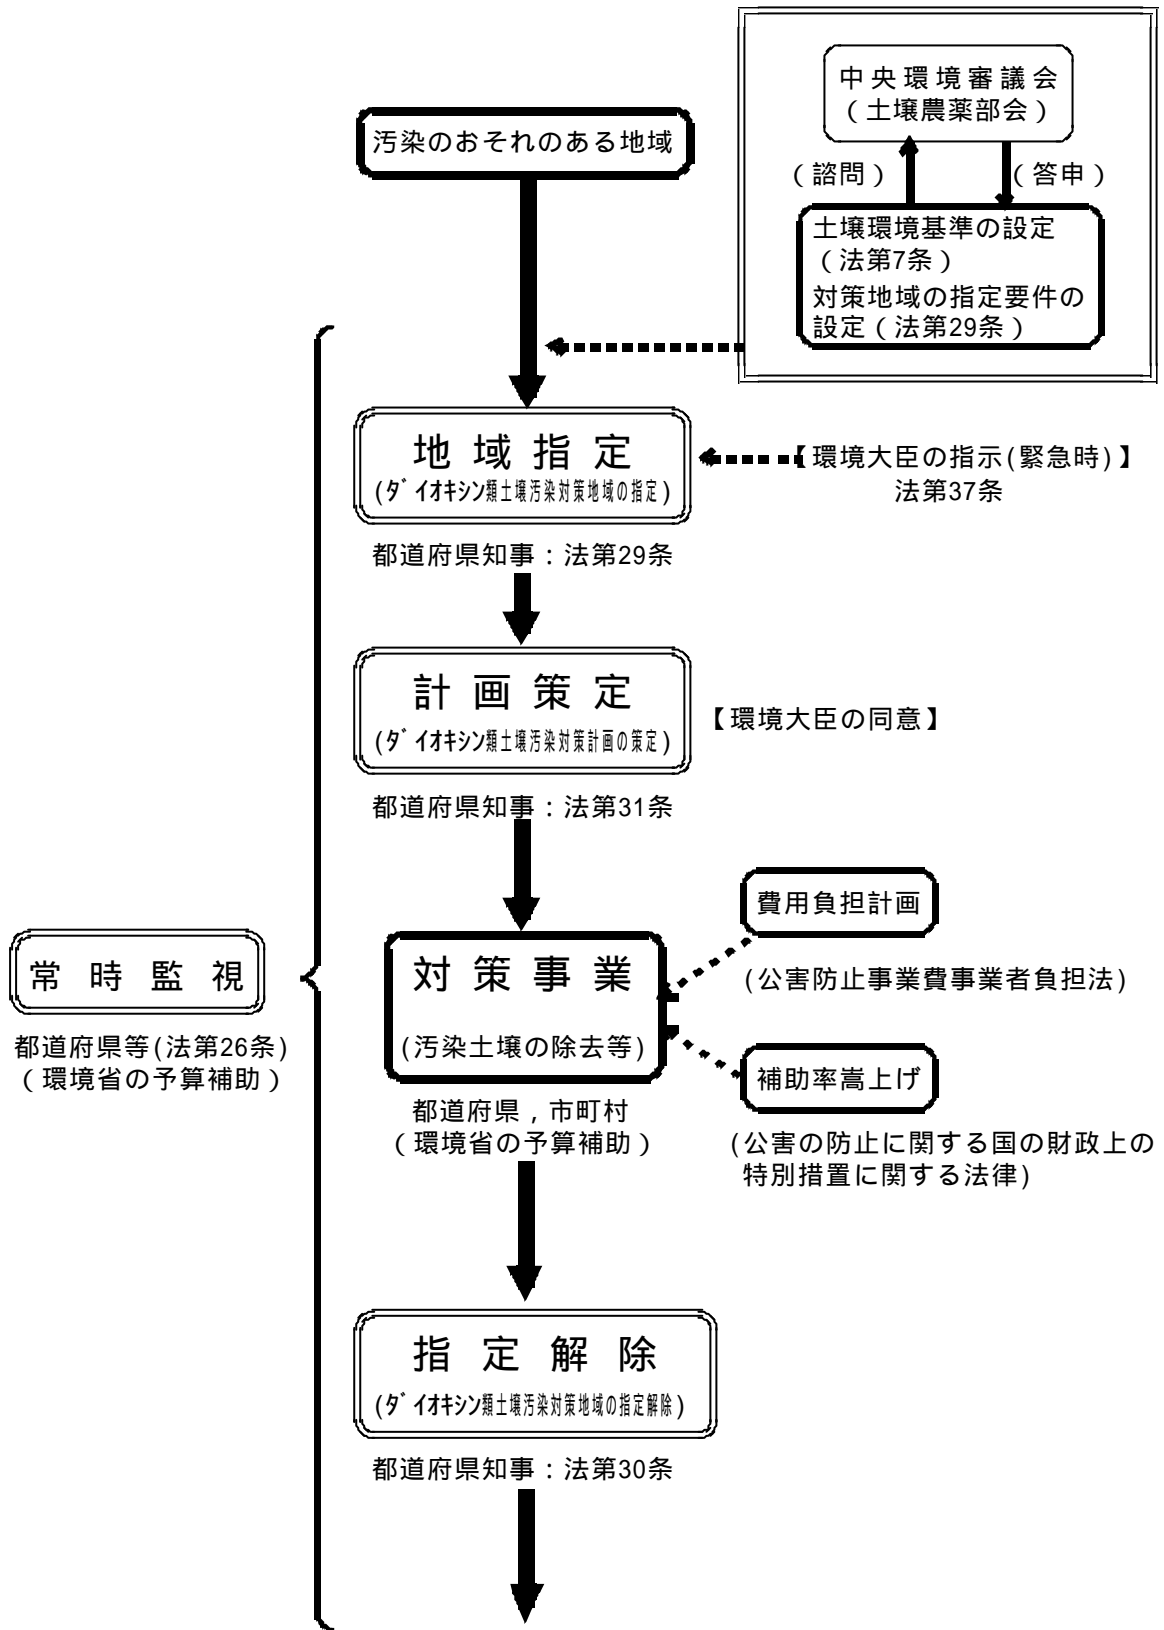 中央環境審議会
（土壌農薬部会）
（諮問）
（答申）
土壌環境基準の設定
（法第7条）
対策地域の指定要件の
設定（法第29条）
汚染のおそれのある地域
地域指定
(ダイオキシン類土壌汚染対策地域の指定)
【環境大臣の指示(緊急時)】
法第37条
都道府県知事：法第29条
計画策定
(ダイオキシン類土壌汚染対策計画の策定)
【環境大臣の同意】
都道府県知事：法第31条
費用負担計画
(公害防止事業費事業者負担法)
対策事業
(汚染土壌の除去等)
補助率嵩上げ
(公害の防止に関する国の財政上の
特別措置に関する法律)
都道府県，市町村
（環境省の予算補助）
常時監視
都道府県等(法第26条)
（環境省の予算補助）
指定解除
(ダイオキシン類土壌汚染対策地域の指定解除)
都道府県知事：法第30条